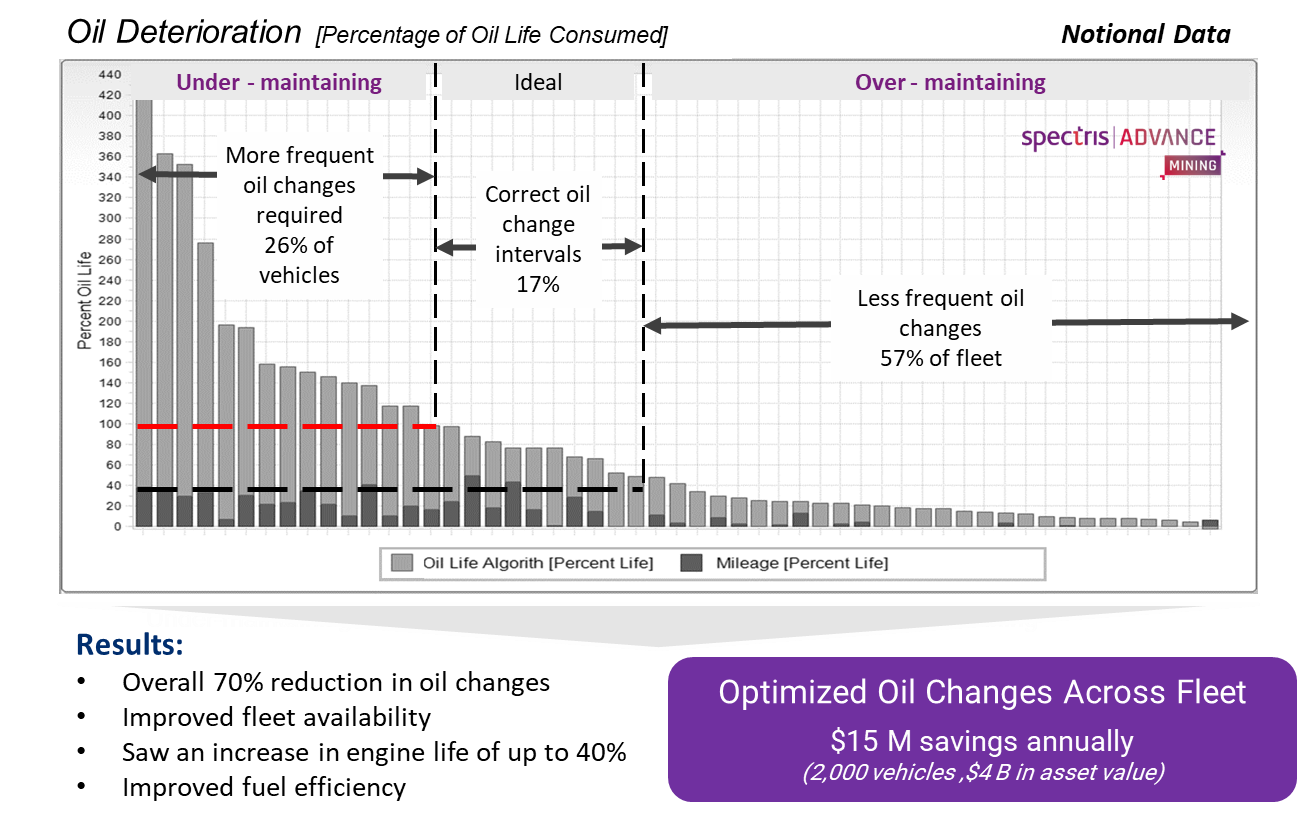 Oil Deterioration [Percentage of Oil Life Consumed]
Notional Data
Under - maintaining
Ideal
Over - maintaining
440
420
400
380
360
340
320
300
280
260
240
220
200
180
160
140
120
100
80
60
40
20
0
Percent Oil Life
More frequent
oil changes
required
26% of
vehicles
Correct oil
change
intervals
17%
Less frequent oil
changes
57% of fleet
spectris | ADVANCE
MINING
Oil Life Algorith [Percent Life]
Mileage [Percent Life]
Results:
• Overall 70% reduction in oil changes
• Improved fleet availability
• Saw an increase in engine life of up to 40%
• Improved fuel efficiency
Optimized Oil Changes Across Fleet
$15 M savings annually
(2,000 vehicles ,$4 B in asset value)